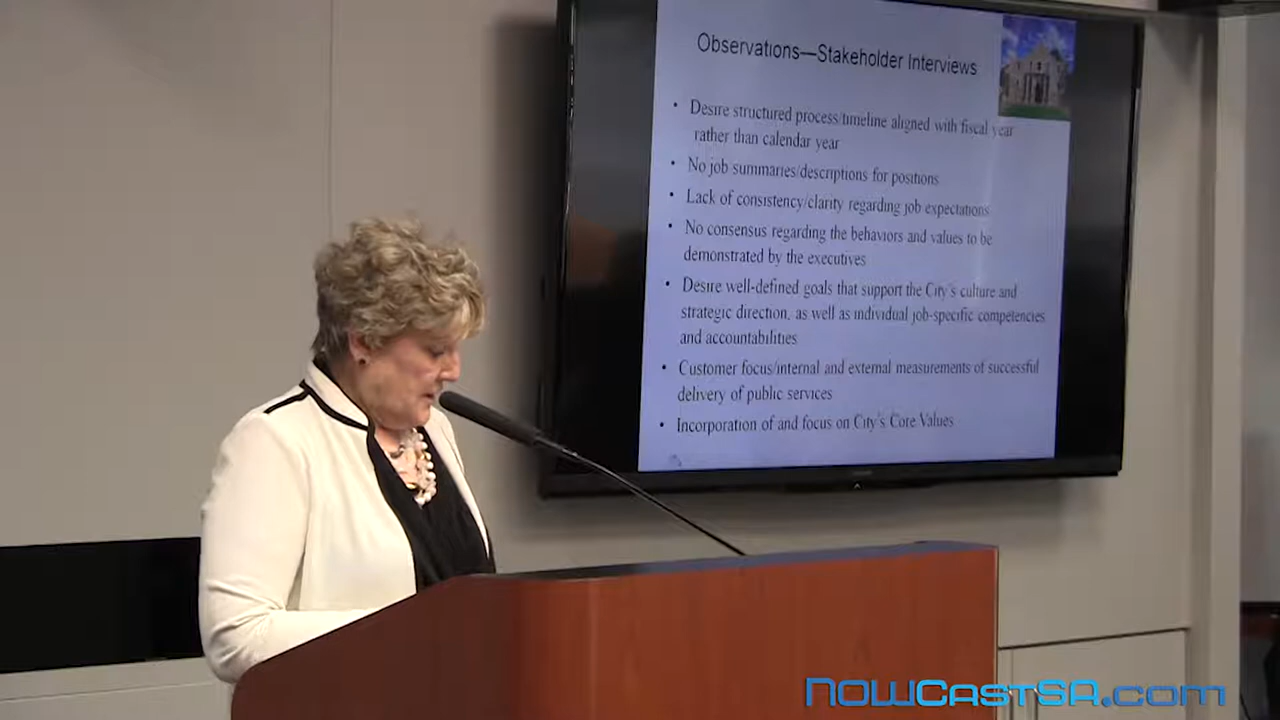 Observations—Stakeholder Interviews
• Desire structured process/timeline aligned with fiscal year
rather than calendar year
• No job summaries/descriptions for positions
• Lack of consistency/clarity regarding job expectations
• No consensus regarding the behaviors and values to be
demonstrated by the executives
• Desire well-defined goals that support the City's culture and
strategic direction, as well as individual job-specific competencies
and accountabilities
• Customer focus/internal and external measurements of successful
delivery of public services
• Incorporation of and focus on City's Core Values
NOWCastSA.com